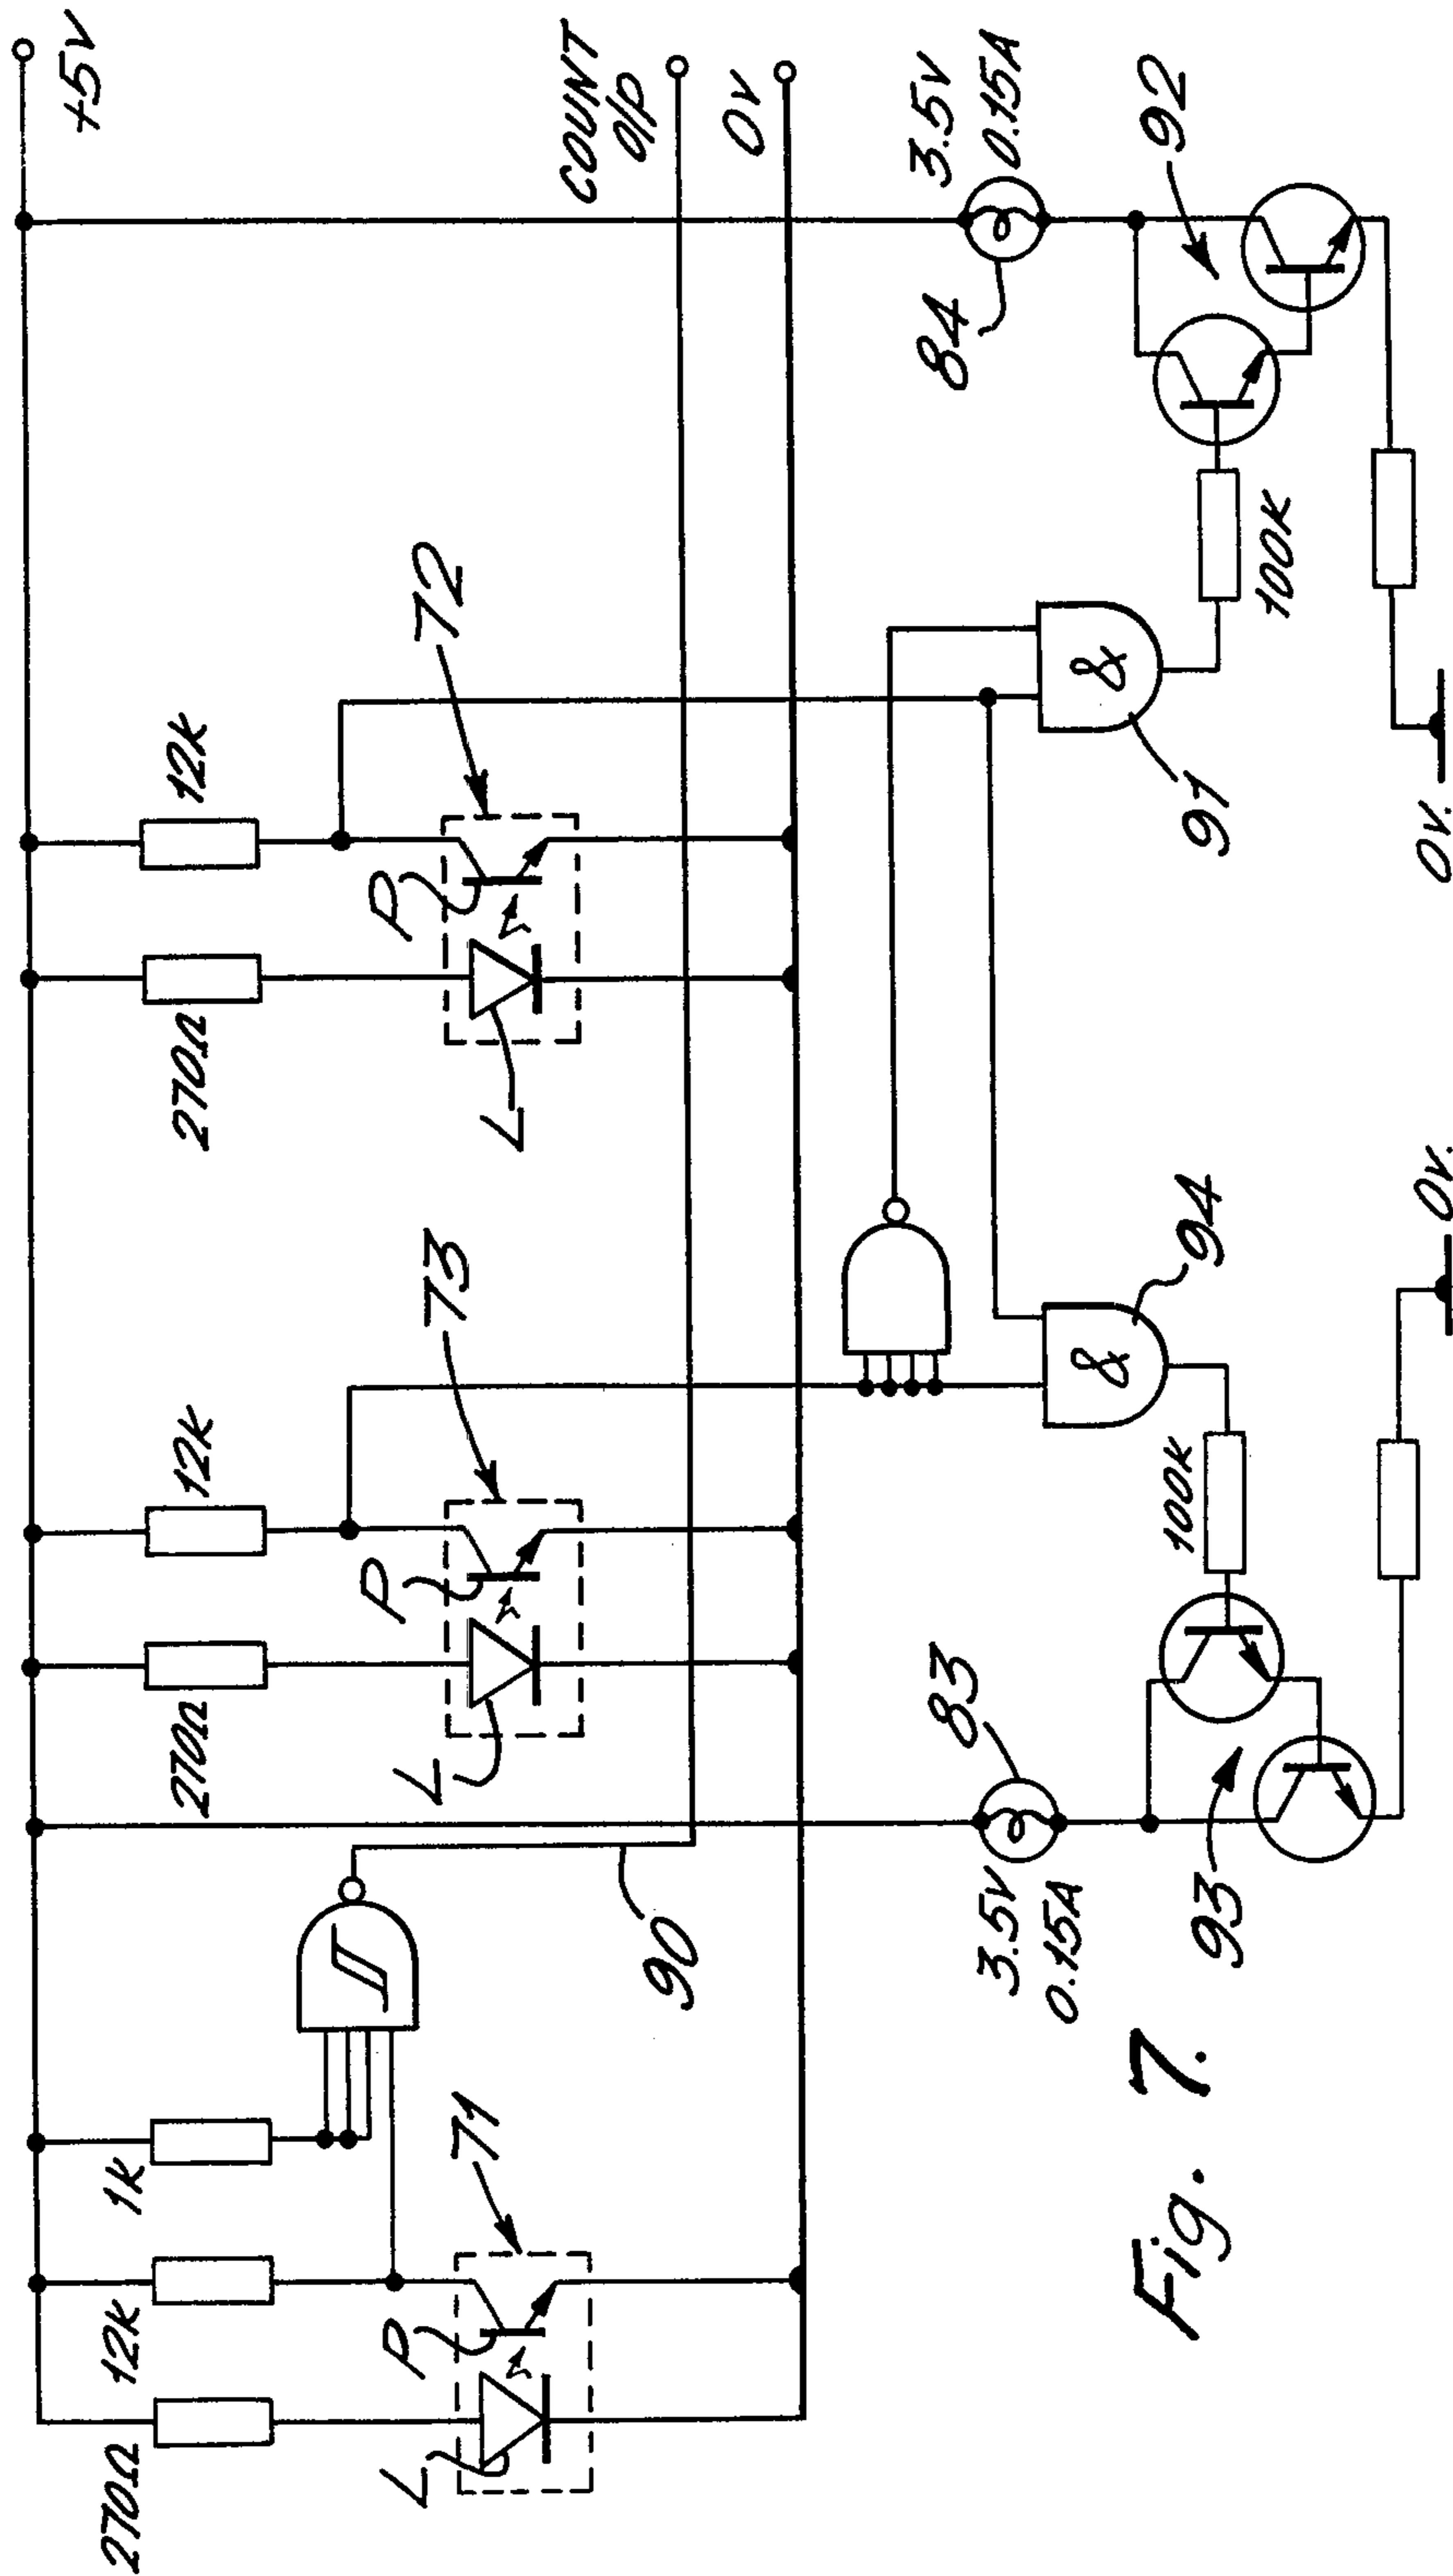 +5V
COUNT
O/P
0V
270Ω
12K
1K
270Ω
12K
270Ω
12K
L
P
71
L
P
73
L
P
72
90
83
3.5V
0.15A
84
3.5V
0.15A
93
100K
&
94
&
91
100K
92
0V.
0V.
Fig. 7.